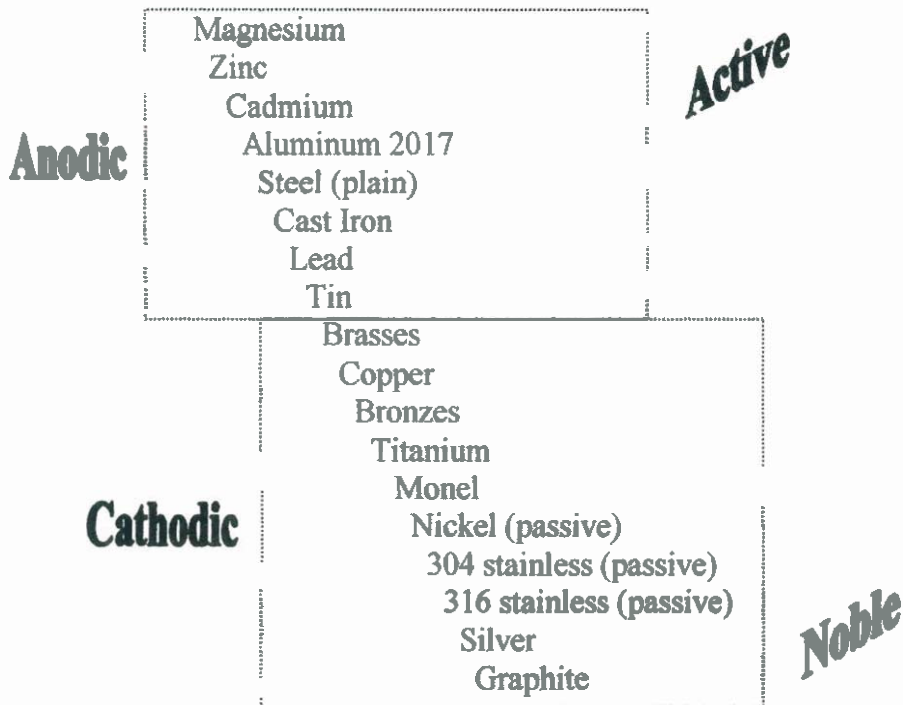 Magnesium
Zinc
Active
Cadmium
Aluminum 2017
Anodic
Steel (plain)
Cast Iron
Lead
Tin
Brasses
Copper
Bronzes
Titanium
Monel
Cathodic
Nickel (passive)
304 stainless (passive)
316 stainless (passive)
Silver
Noble
Graphite